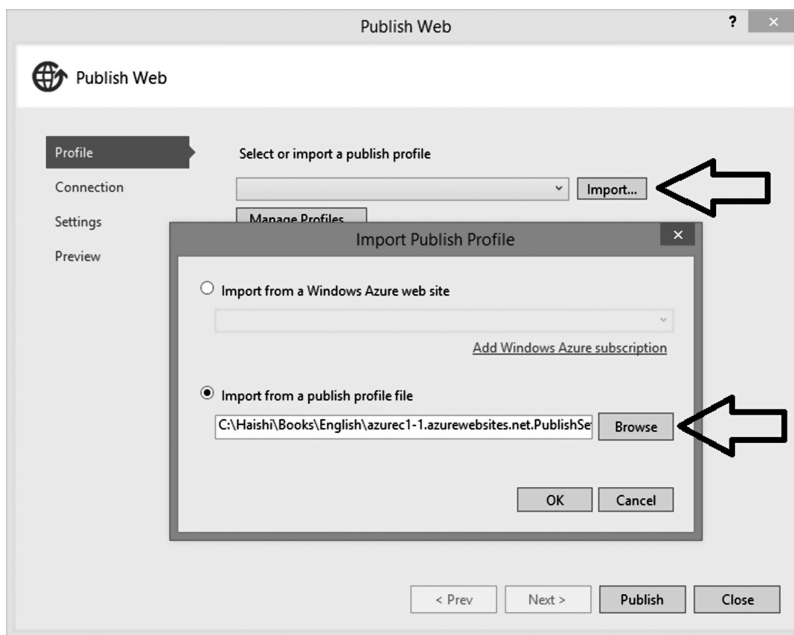 Publish Web
?
Publish Web
Profile
Select or import a publish profile
Connection
Import...
Settings
Manage Profiles
Preview
Import Publish Profile
Import from a Windows Azure web site
Add Windows Azure subscription
Import from a publish profile file
C:\Haishi\Books\English\azurec1-1.azurewebsites.net.PublishSe
Browse
OK Cancel
< Prev Next > Publish Close